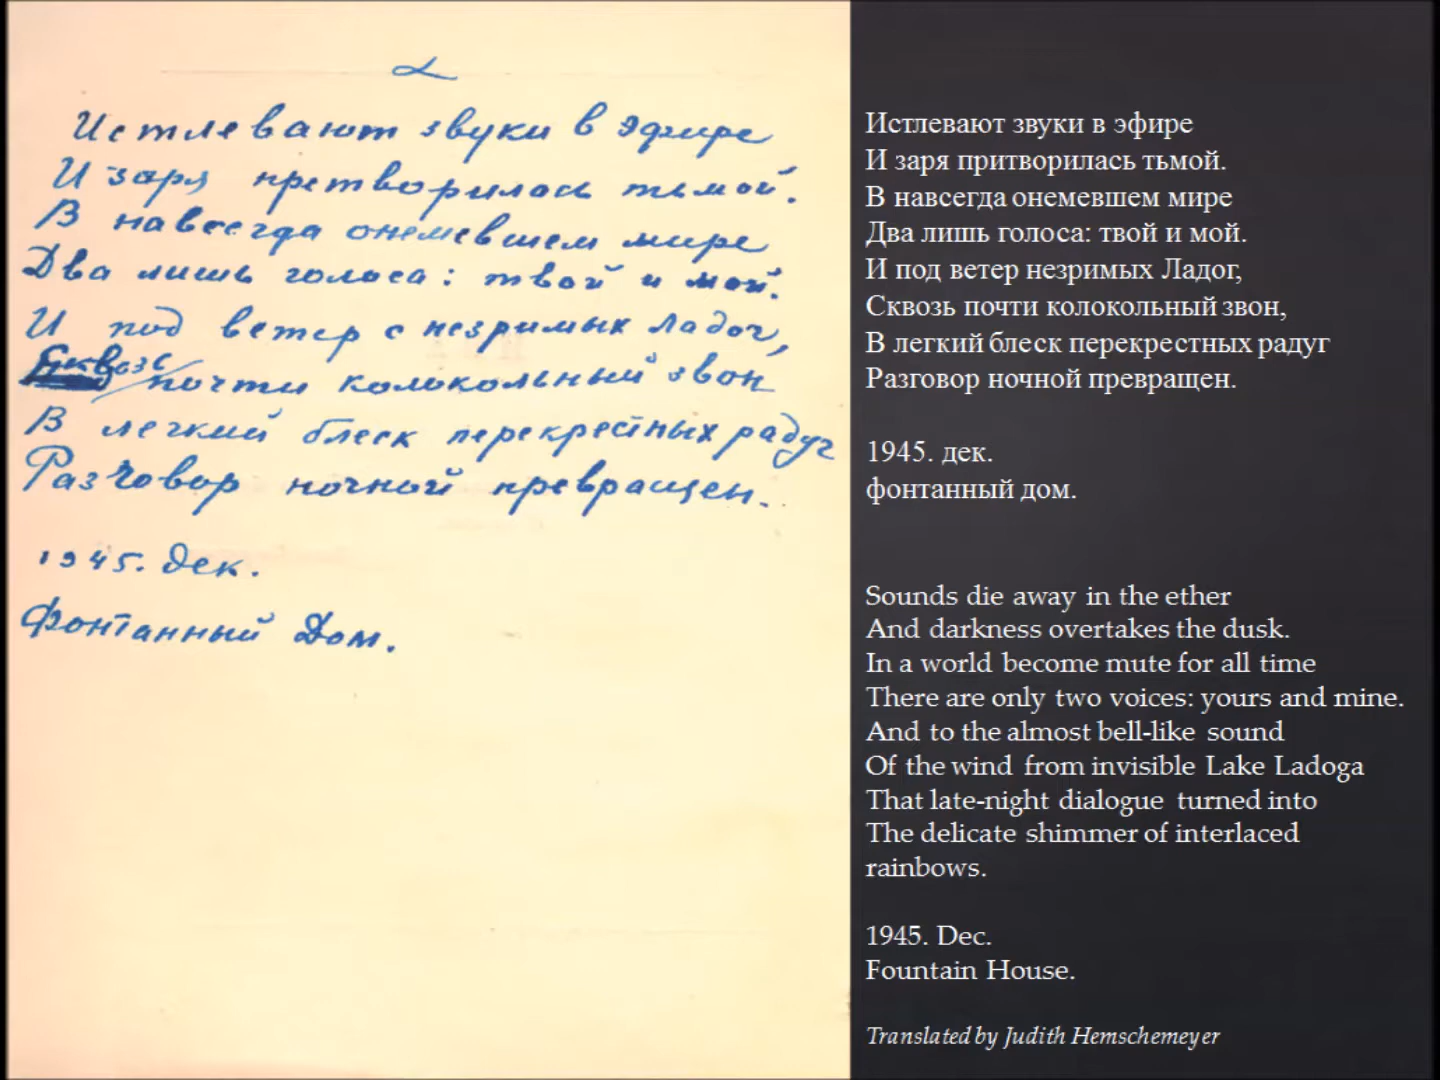 2
Истлевают звуки в эфире
И заря претворилась тьмой.
В навсегда онемевшем мире
Два лишь голоса: твой и мой.
И под ветер с незримых Ладог,
Сквозь почти колокольный звон
В легкий блеск перекрестных радуг
Разговор ночной превращен.
1945. дек.
Фонтанный Дом.
Истлевают звуки в эфире
И заря притворилась тьмой.
В навсегда онемевшем мире
Два лишь голоса: твой и мой.
И под ветер незримых Ладог,
Сквозь почти колокольный звон,
В легкий блеск перекрестных радуг
Разговор ночной превращен.
1945. дек.
фонтанный дом.
Sounds die away in the ether
And darkness overtakes the dusk.
In a world become mute for all time
There are only two voices: yours and mine.
And to the almost bell-like sound
Of the wind from invisible Lake Ladoga
That late-night dialogue turned into
The delicate shimmer of interlaced
rainbows.
1945. Dec.
Fountain House.
Translated by Judith Hemschemeyer